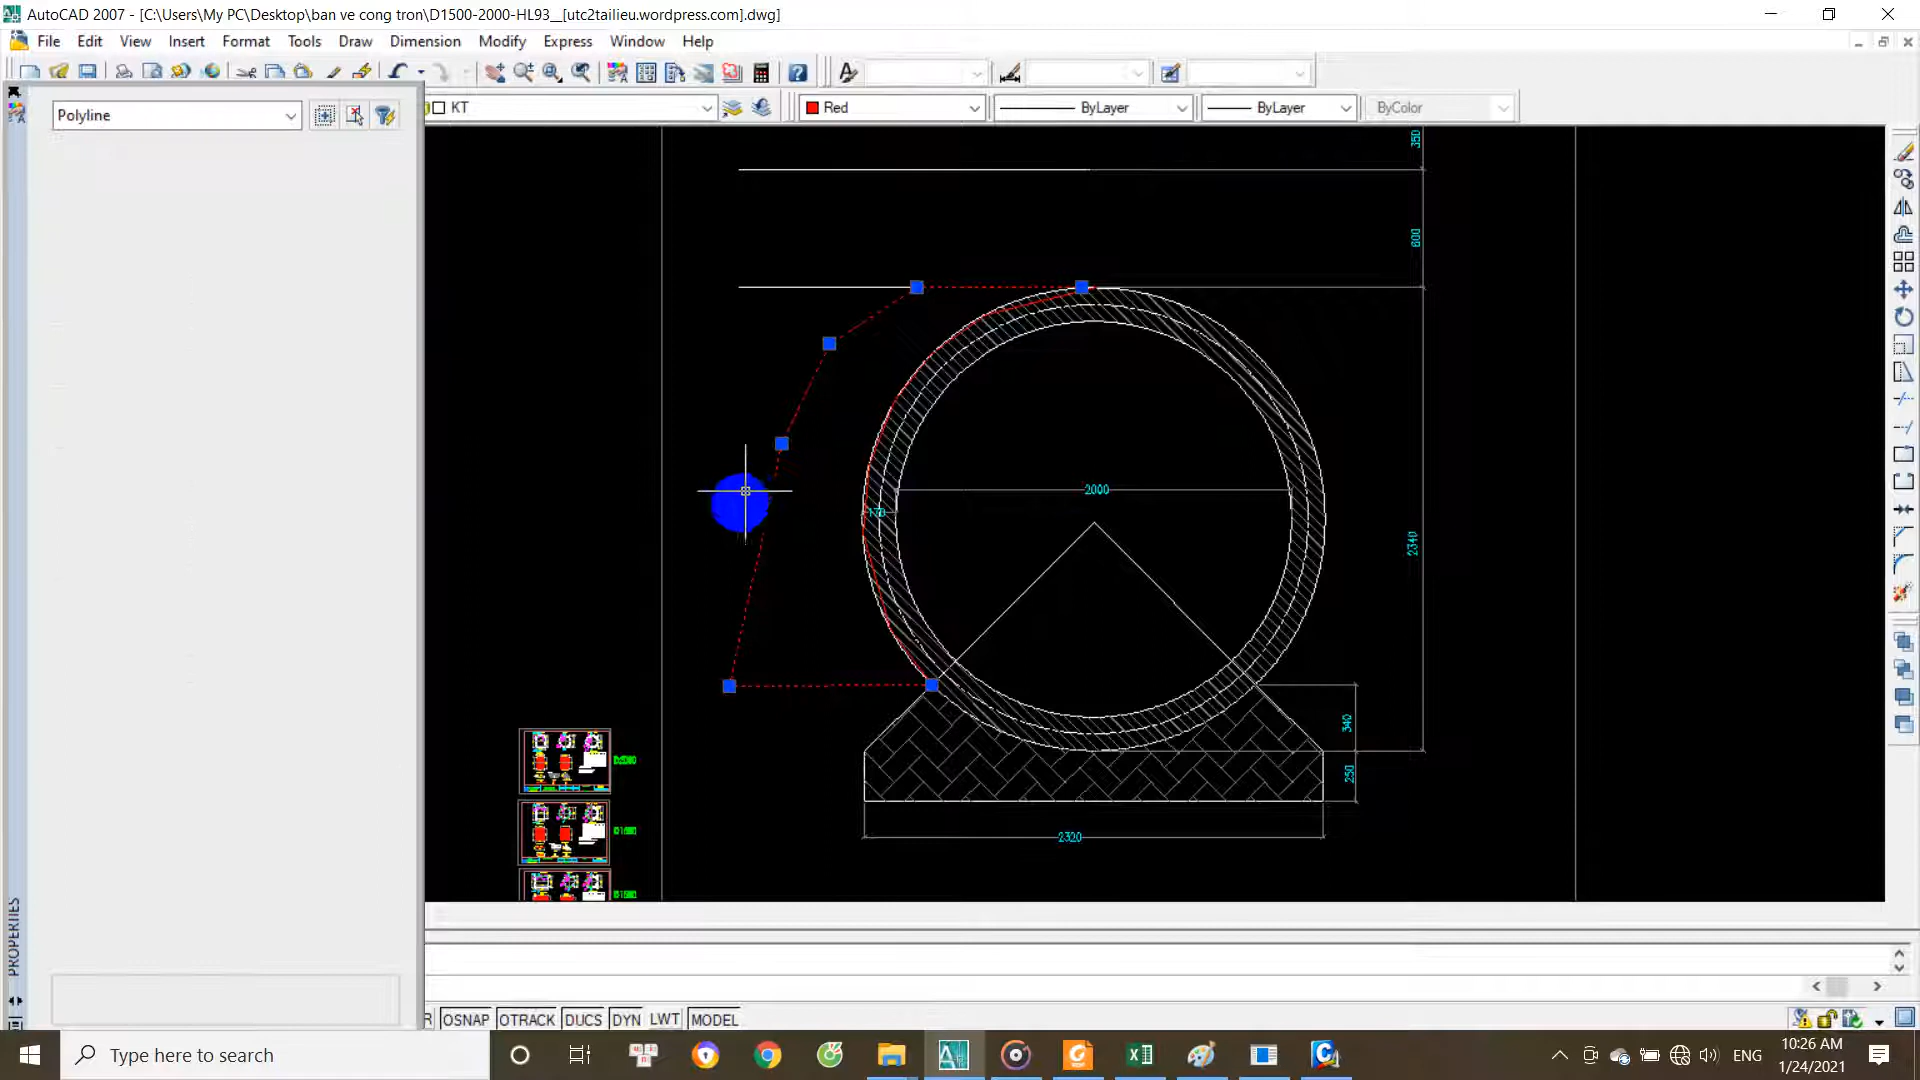 AutoCAD 2007 - [C:\Users\My PC\Desktop\ban ve cong tron\D1500-2000-HL93__[utc2tailieu.wordpress.com].dwg]
File Edit View Insert Format Tools Draw Dimension Modify Express Window Help
Polyline
KT
Red
ByLayer
ByLayer
ByColor
350
600
2000
170
2340
340
250
2320
PROPERTIES
OSNAP OTRACK DUCS DYN LWT MODEL
Type here to search
ENG
10:26 AM
1/24/2021